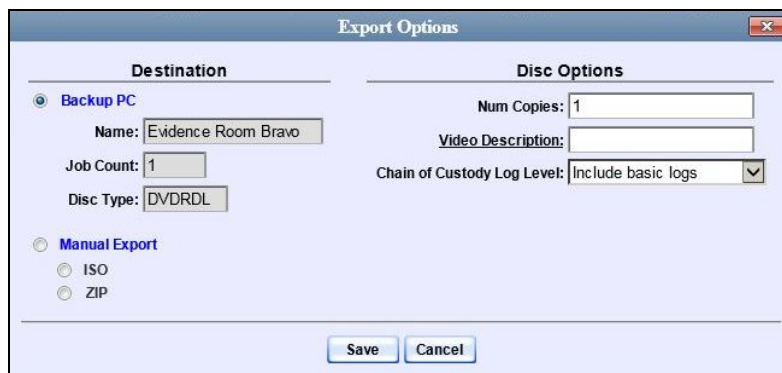 Export Options
Destination
Backup PC
Name: Evidence Room Bravo
Job Count: 1
Disc Type: DVDRDL
Manual Export
ISO
ZIP
Disc Options
Num Copies: 1
Video Description:
Chain of Custody Log Level: Include basic logs
Save Cancel